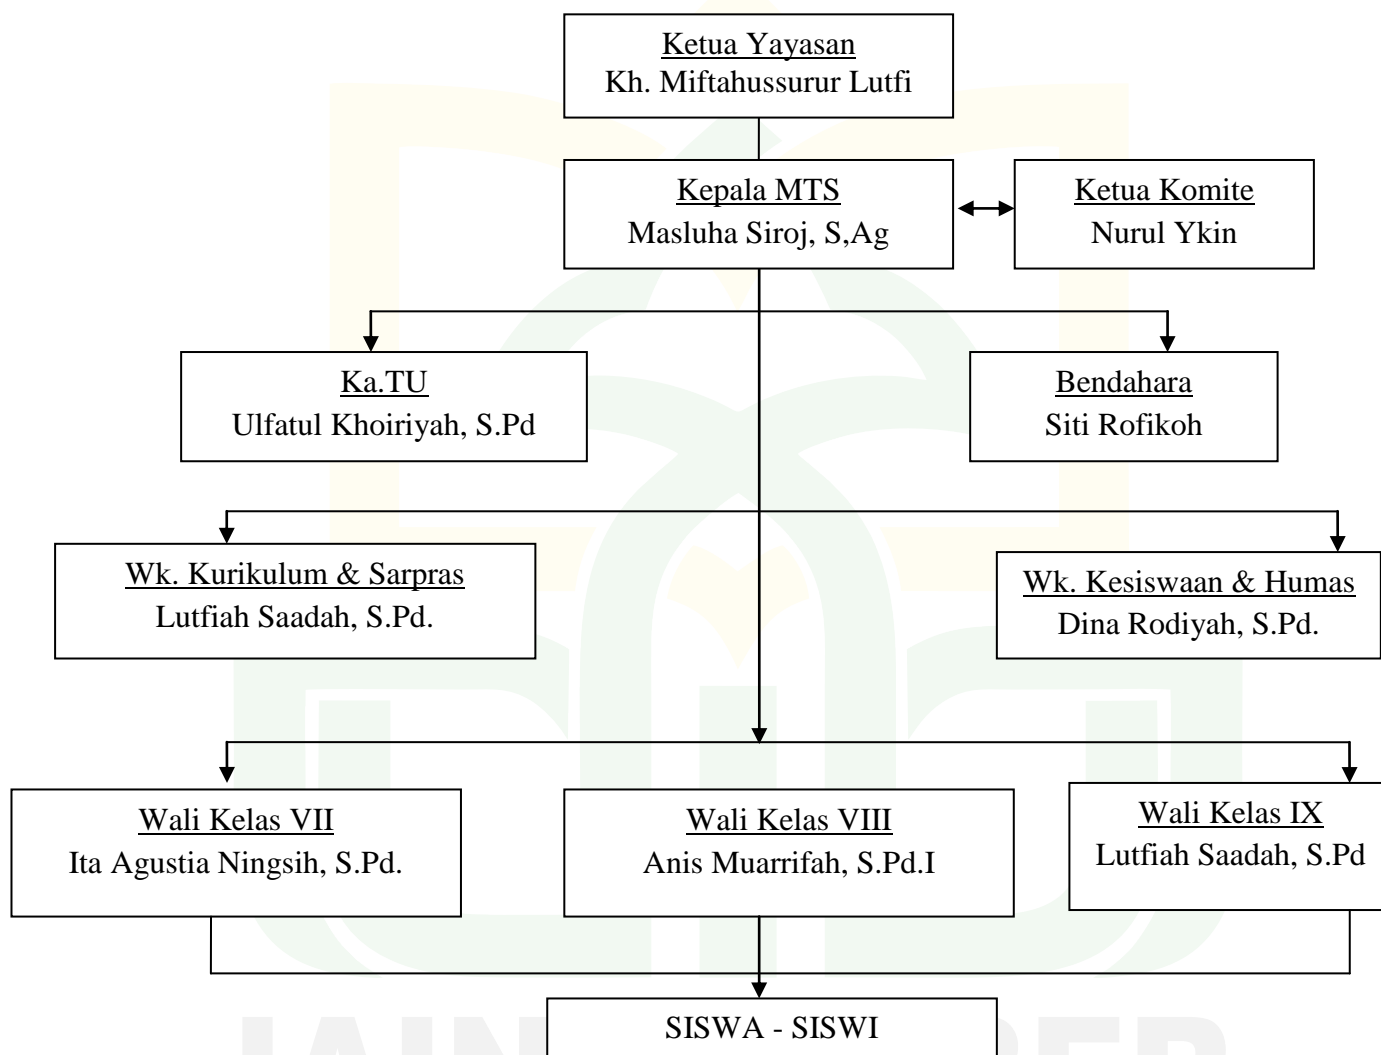 Ketua Yayasan
Kh. Miftahussurur Lutfi
Kepala MTS
Masluha Siroj, S,Ag
Ketua Komite
Nurul Ykin
Ka.TU
Ulfatul Khoiriyah, S.Pd
Bendahara
Siti Rofikoh
Wk. Kurikulum & Sarpras
Lutfiah Saadah, S.Pd.
Wk. Kesiswaan & Humas
Dina Rodiyah, S.Pd.
Wali Kelas VII
Ita Agustia Ningsih, S.Pd.
Wali Kelas VIII
Anis Muarrifah, S.Pd.I
Wali Kelas IX
Lutfiah Saadah, S.Pd
SISWA - SISWI